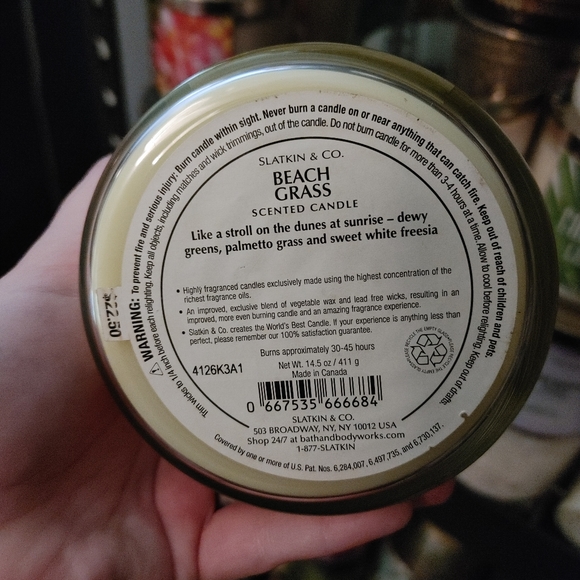 WARNING: To prevent fire and serious injury: Burn candle within sight. Never burn a candle on or near anything that can catch fire. Keep out of reach of children and pets.
Trim wicks to 1/4 inch before each relighting. Keep all objects, including matches and wick trimmings, out of the candle. Do not burn candle for more than 3-4 hours at a time. Allow to cool before relighting. Keep out of drafts.
SLATKIN & CO.
BEACH
GRASS
SCENTED CANDLE
Like a stroll on the dunes at sunrise – dewy
greens, palmetto grass and sweet white freesia
• Highly fragranced candles exclusively made using the highest concentration of the
richest fragrance oils.
• An improved, exclusive blend of vegetable wax and lead free wicks, resulting in an
improved, more even burning candle and an amazing fragrance experience.
• Slatkin & Co. creates the World's Best Candle. If your experience is anything less than
perfect, please remember our 100% satisfaction guarantee.
Burns approximately 30-45 hours
4126K3A1
Net Wt. 14.5 oz / 411 g
Made in Canada
0 667535 666684
SLATKIN & CO.
503 BROADWAY, NY, NY 10012 USA
Shop 24/7 at bathandbodyworks.com
1-877-SLATKIN
Covered by one or more of U.S. Pat. Nos. 6,284,007, 6,497,735, and 6,730,137.
$22.50